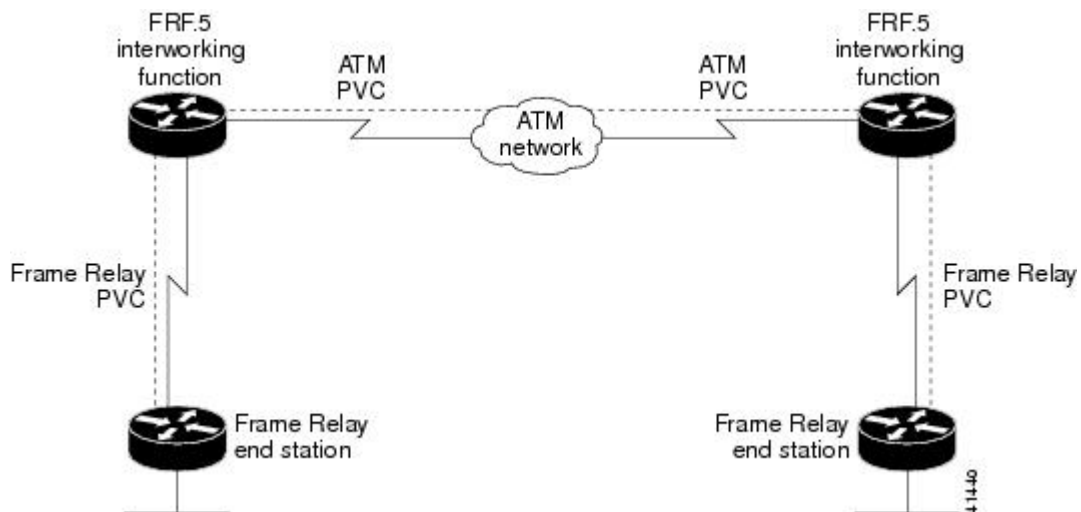 FRF.5
interworking
function
FRF.5
interworking
function
ATM
PVC
ATM
PVC
ATM
network
Frame Relay
PVC
Frame Relay
PVC
Frame Relay
end station
Frame Relay
end station
41440